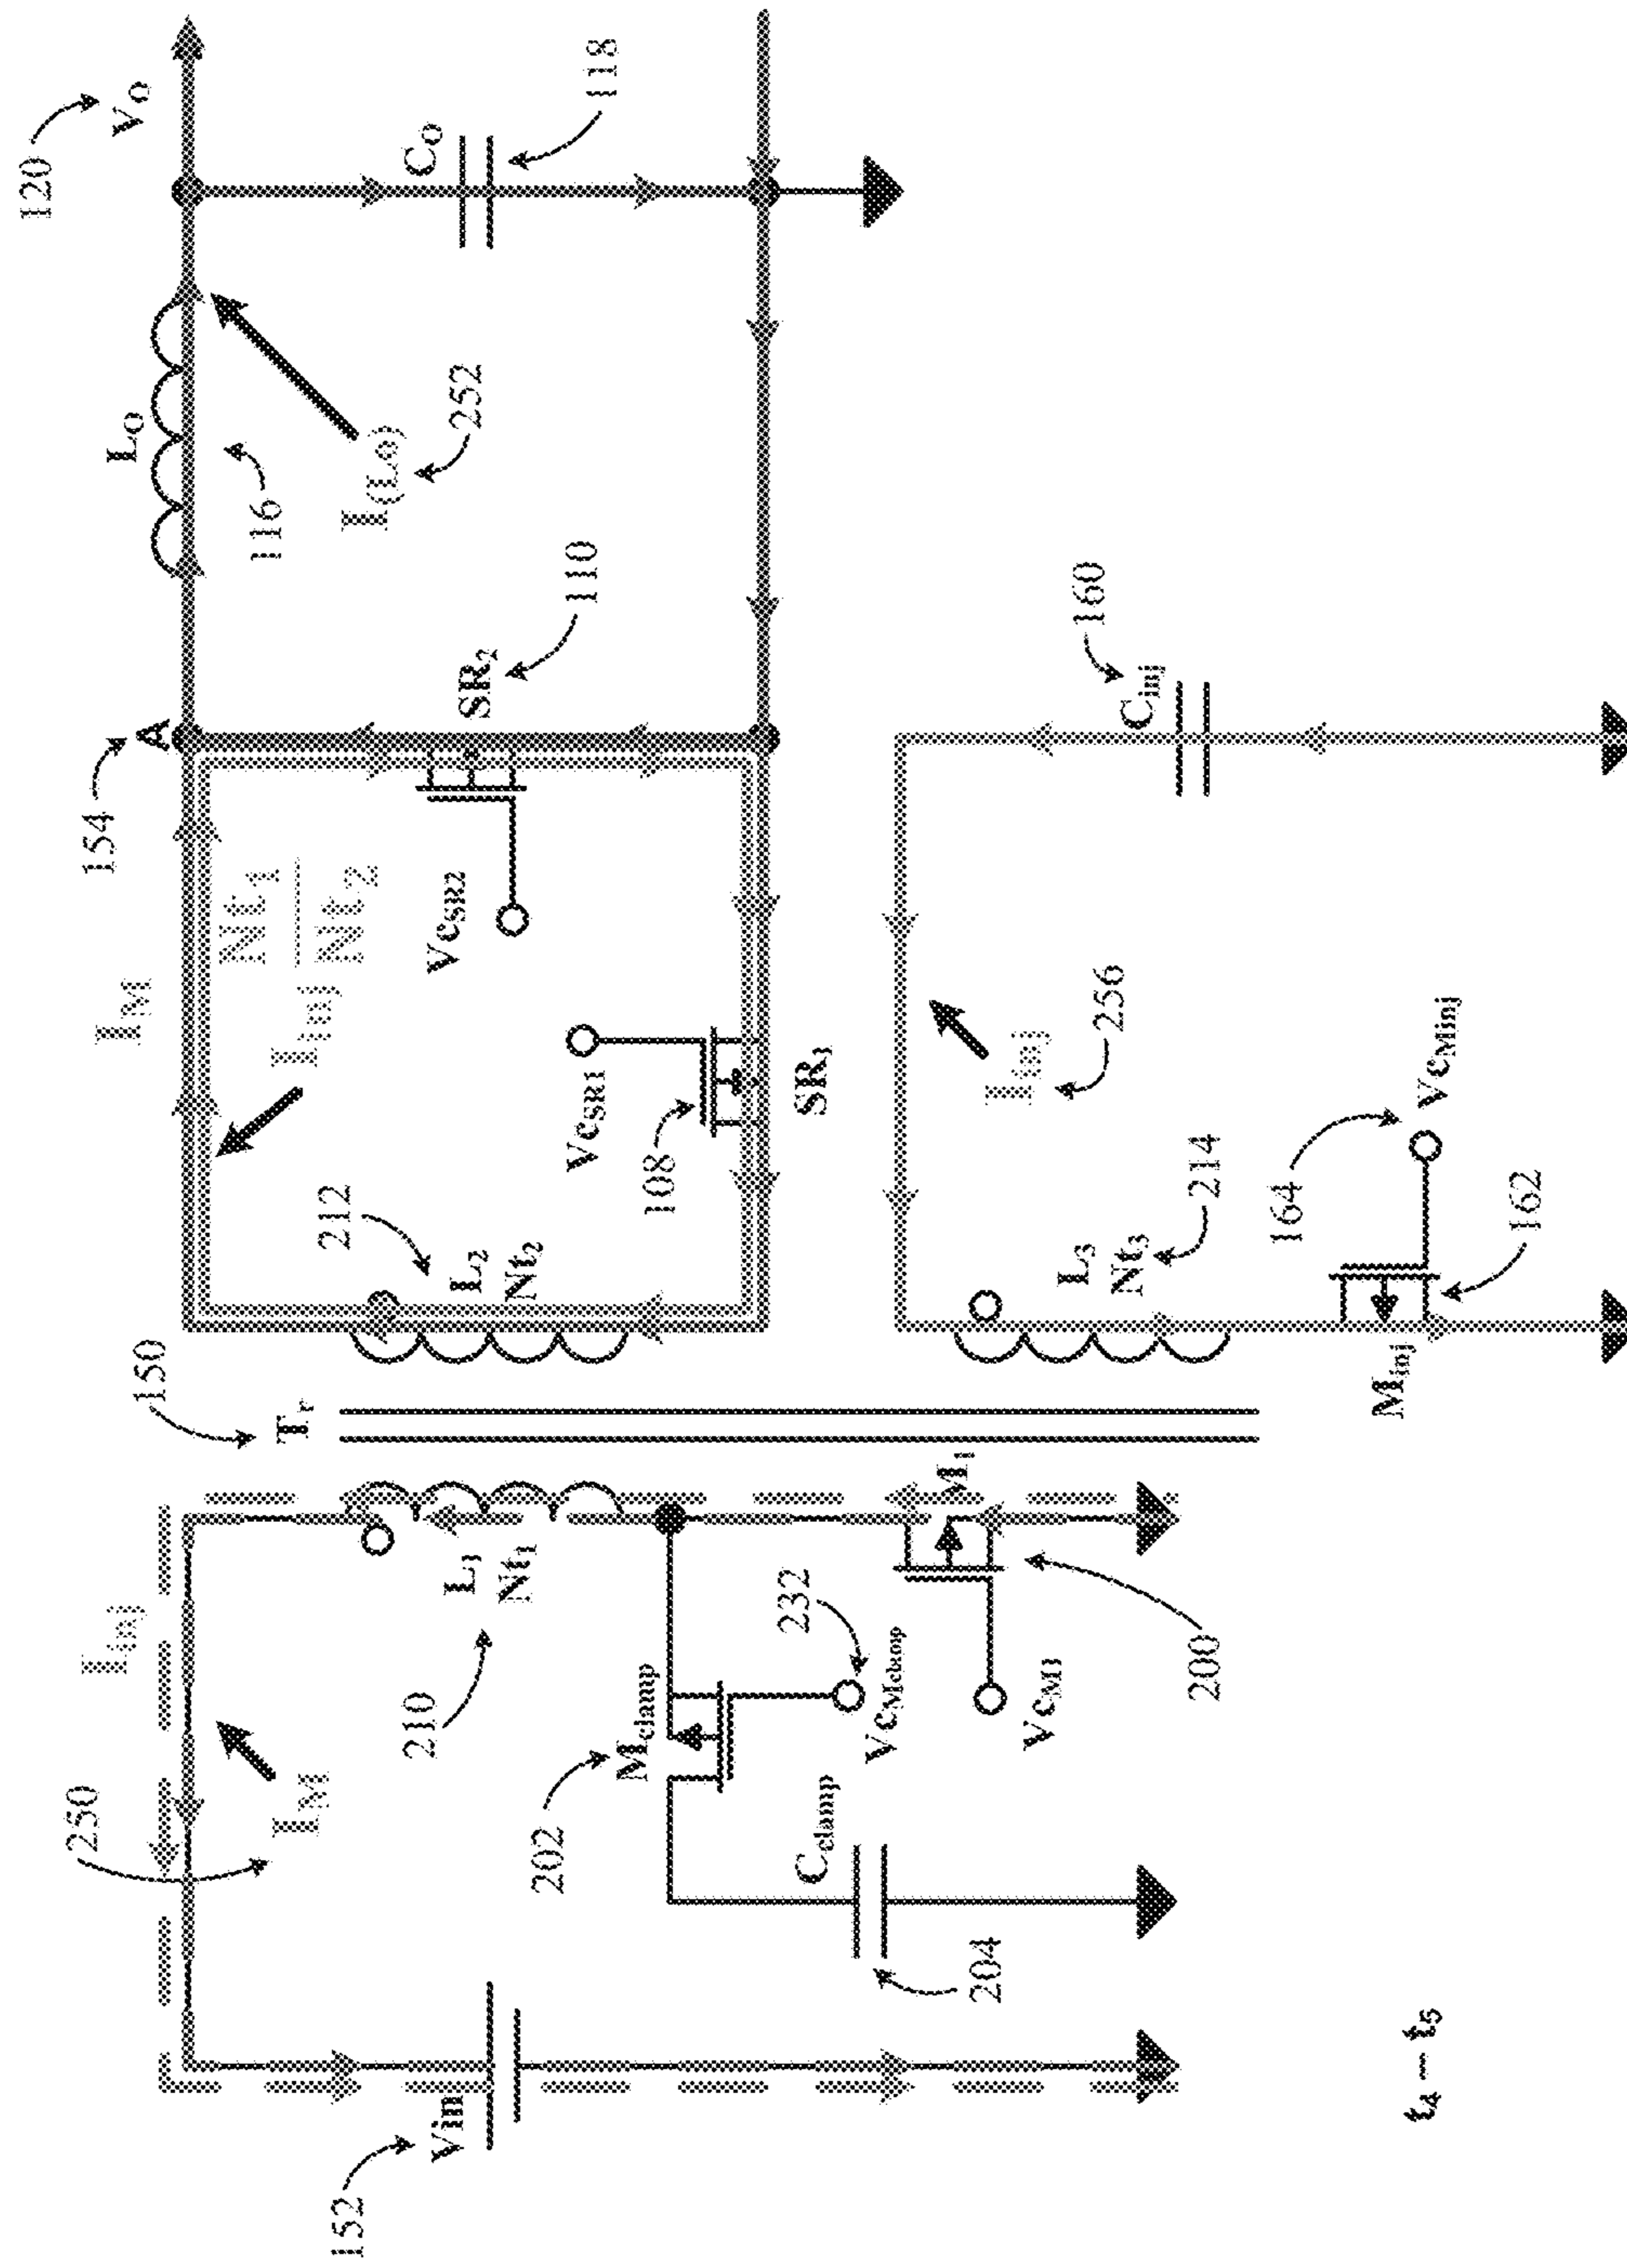 120
Vo
Co
118
Lo
116
I(Lo)
252
154
A
SR2
110
VcSR2
IM
Iinj Nt1
Nt2
VcSR1
108
SR1
212
L2
Nt2
150
Tr
160
Cinj
Iinj
256
L3
Nt3
214
164
VcMinj
162
Minj
Iinj
IM
250
L1
Nt1
210
M1
200
VcM1
Mclamp
202
232
VcMclamp
Cclamp
204
Vin
152
t4 – t5